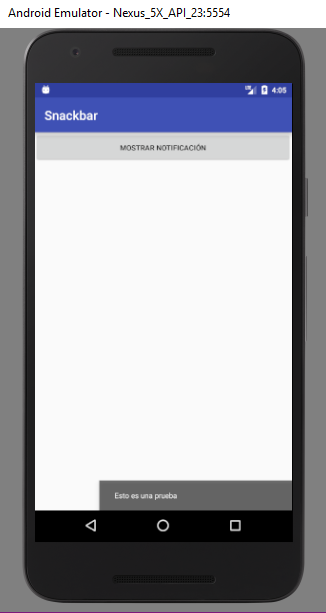 Android Emulator - Nexus_5X_API_23:5554
4:05
Snackbar
MOSTRAR NOTIFICACIÓN
Esto es una prueba